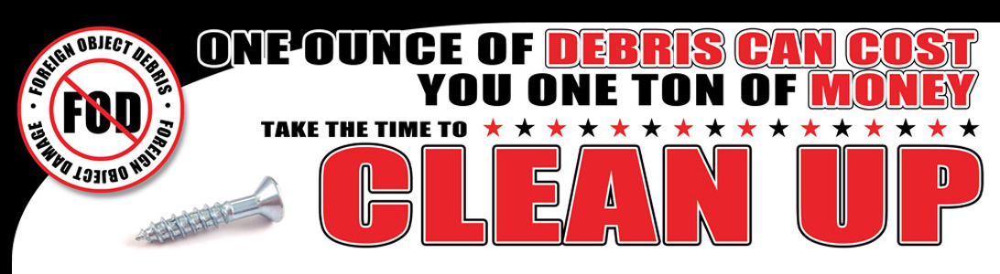 FOREIGN OBJECT DEBRIS •
FOD
FOREIGN OBJECT DAMAGE •
ONE OUNCE OF DEBRIS CAN COST
YOU ONE TON OF MONEY
TAKE THE TIME TO
CLEAN UP